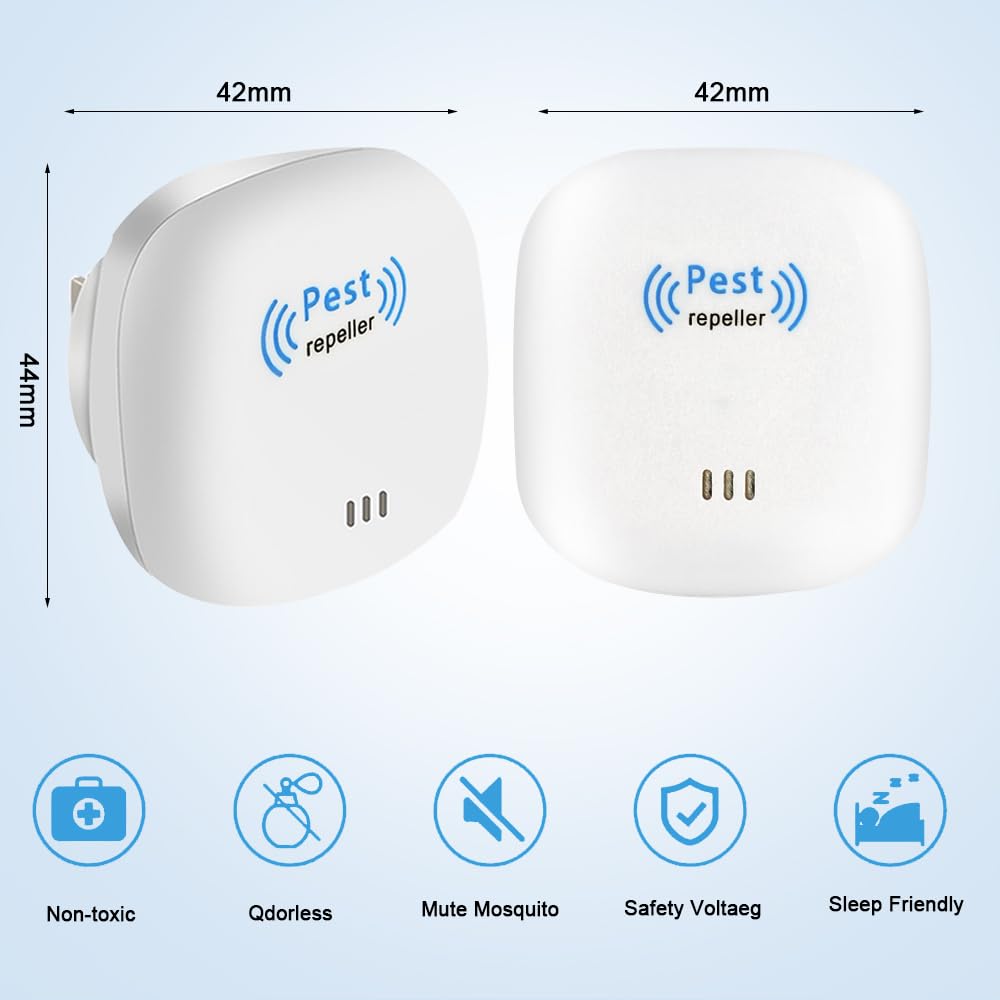 42mm
42mm
44mm
Pest
repeller
Pest
repeller
Non-toxic
Qdorless
Mute Mosquito
Safety Voltaeg
Sleep Friendly